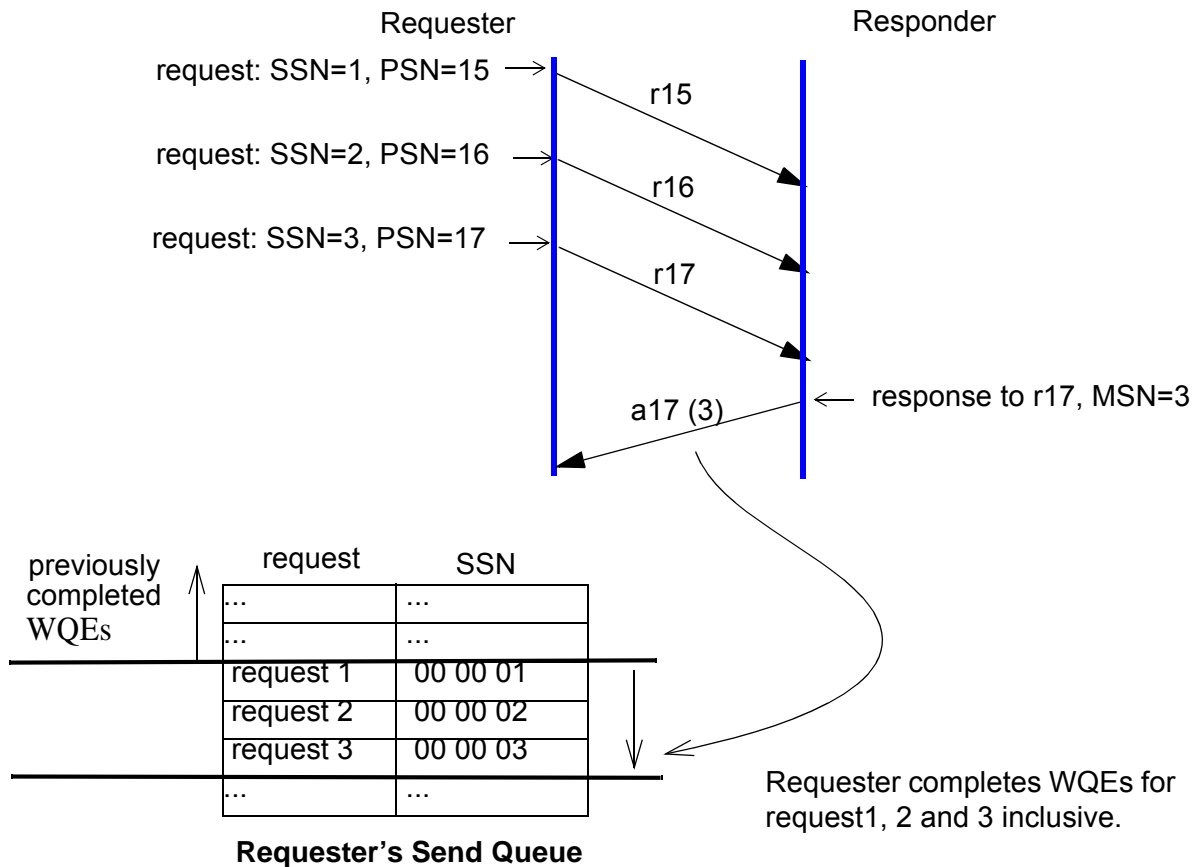 Requester
Responder
request: SSN=1, PSN=15
r15
request: SSN=2, PSN=16
r16
request: SSN=3, PSN=17
r17
response to r17, MSN=3
a17 (3)
previously
completed
WQEs
request SSN
... ...
... ...
request 1 00 00 01
request 2 00 00 02
request 3 00 00 03
... ...
Requester completes WQEs for
request1, 2 and 3 inclusive.
Requester's Send Queue